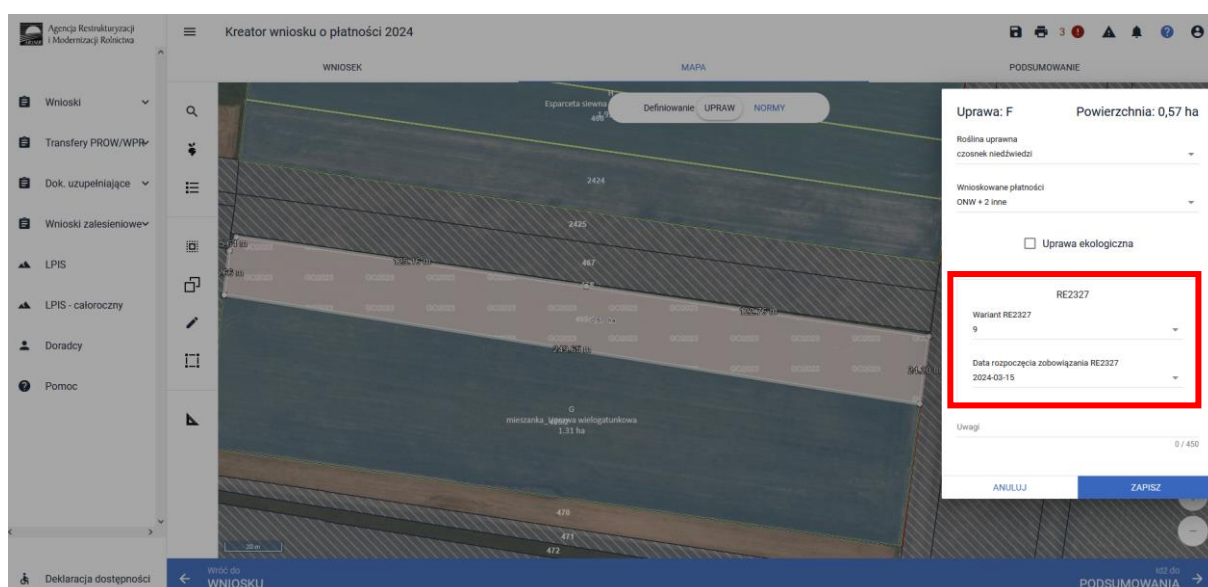 Agencja Restrukturyzacji
i Modernizacji Rolnictwa
Kreator wniosku o płatności 2024
3
WNIOSEK
MAPA
PODSUMOWANIE
Wnioski
Transfery PROW/WPR
Dok. uzupełniające
Wnioski zalesieniowe
LPIS
LPIS - całoroczny
Doradcy
Pomoc
Deklaracja dostępności
Definiowanie UPRAW NORMY
Esparceta siewna
2424
2425
467
G
mieszanka_
wielogatunkowa
1.31 ha
470
471
472
20 m
Uprawa: F
Powierzchnia: 0,57 ha
Roślina uprawna
czosnek niedźwiedzi
Wnioskowane płatności
ONW + 2 inne
Uprawa ekologiczna
RE2327
Wariant RE2327
9
Data rozpoczęcia zobowiązania RE2327
2024-03-15
Uwagi
0 / 450
ANULUJ
ZAPISZ
Wróć do
WNIOSKU
Idź do
PODSUMOWANIA